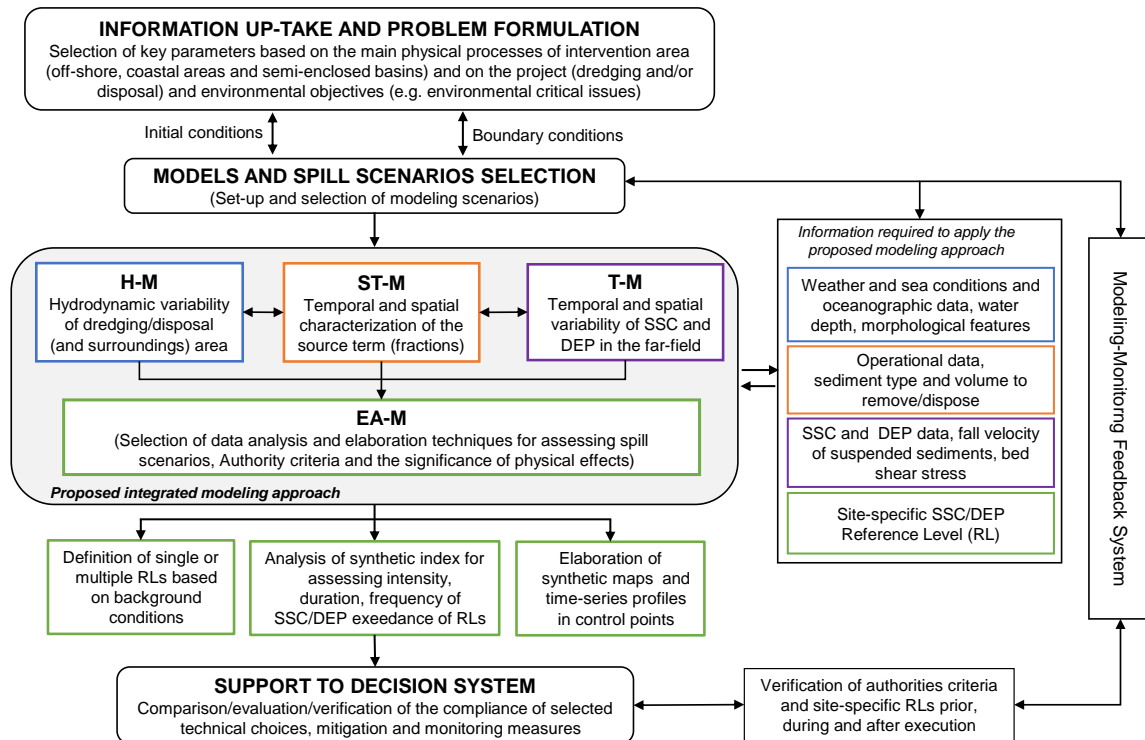 INFORMATION UP-TAKE AND PROBLEM FORMULATION
Selection of key parameters based on the main physical processes of intervention area
(off-shore, coastal areas and semi-enclosed basins) and on the project (dredging and/or
disposal) and environmental objectives (e.g. environmental critical issues)
Initial conditions
Boundary conditions
MODELS AND SPILL SCENARIOS SELECTION
(Set-up and selection of modeling scenarios)
H-M
Hydrodynamic variability
of dredging/disposal
(and surroundings) area
ST-M
Temporal and spatial
characterization of the
source term (fractions)
T-M
Temporal and spatial
variability of SSC and
DEP in the far-field
EA-M
(Selection of data analysis and elaboration techniques for assessing spill
scenarios, Authority criteria and the significance of physical effects)
Proposed integrated modeling approach
Information required to apply the
proposed modeling approach
Weather and sea conditions and
oceanographic data, water
depth, morphological features
Operational data,
sediment type and volume to
remove/dispose
SSC and DEP data, fall velocity
of suspended sediments, bed
shear stress
Site-specific SSC/DEP
Reference Level (RL)
Modeling-Monitorng Feedback System
Definition of single or
multiple RLs based
on background
conditions
Analysis of synthetic index for
assessing intensity,
duration, frequency of
SSC/DEP exeedance of RLs
Elaboration of
synthetic maps and
time-series profiles
in control points
SUPPORT TO DECISION SYSTEM
Comparison/evaluation/verification of the compliance of selected
technical choices, mitigation and monitoring measures
Verification of authorities criteria
and site-specific RLs prior,
during and after execution